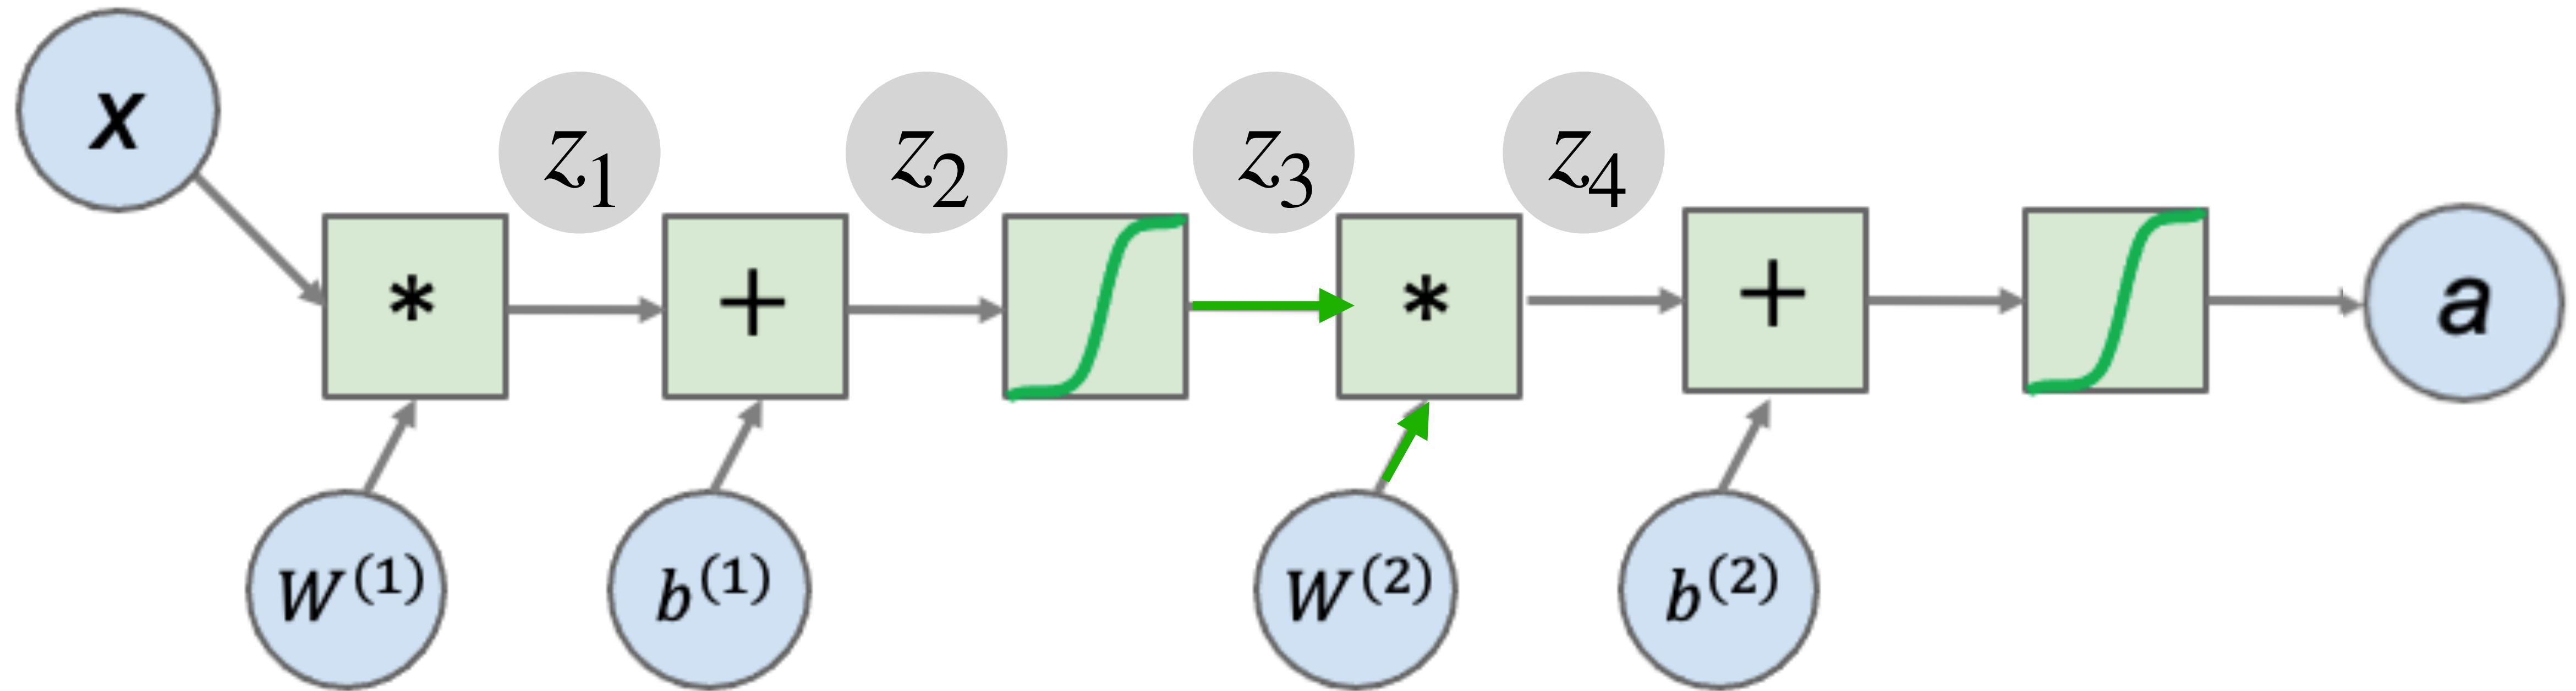 x
z₁ z₂ z₃ z₄
* + * + a
W⁽¹⁾ b⁽¹⁾ W⁽²⁾ b⁽²⁾